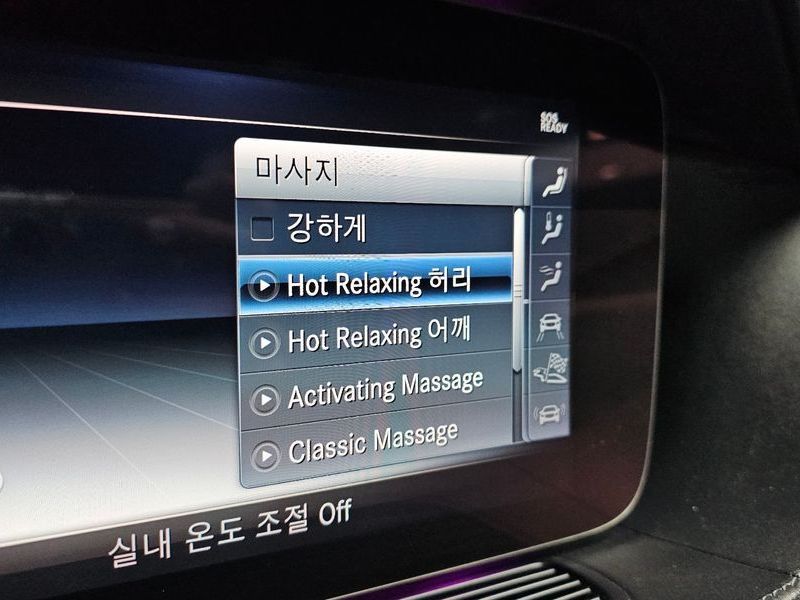 SOS
READY
마사지
강하게
Hot Relaxing 허리
Hot Relaxing 어깨
Activating Massage
Classic Massage
실내 온도 조절 Off